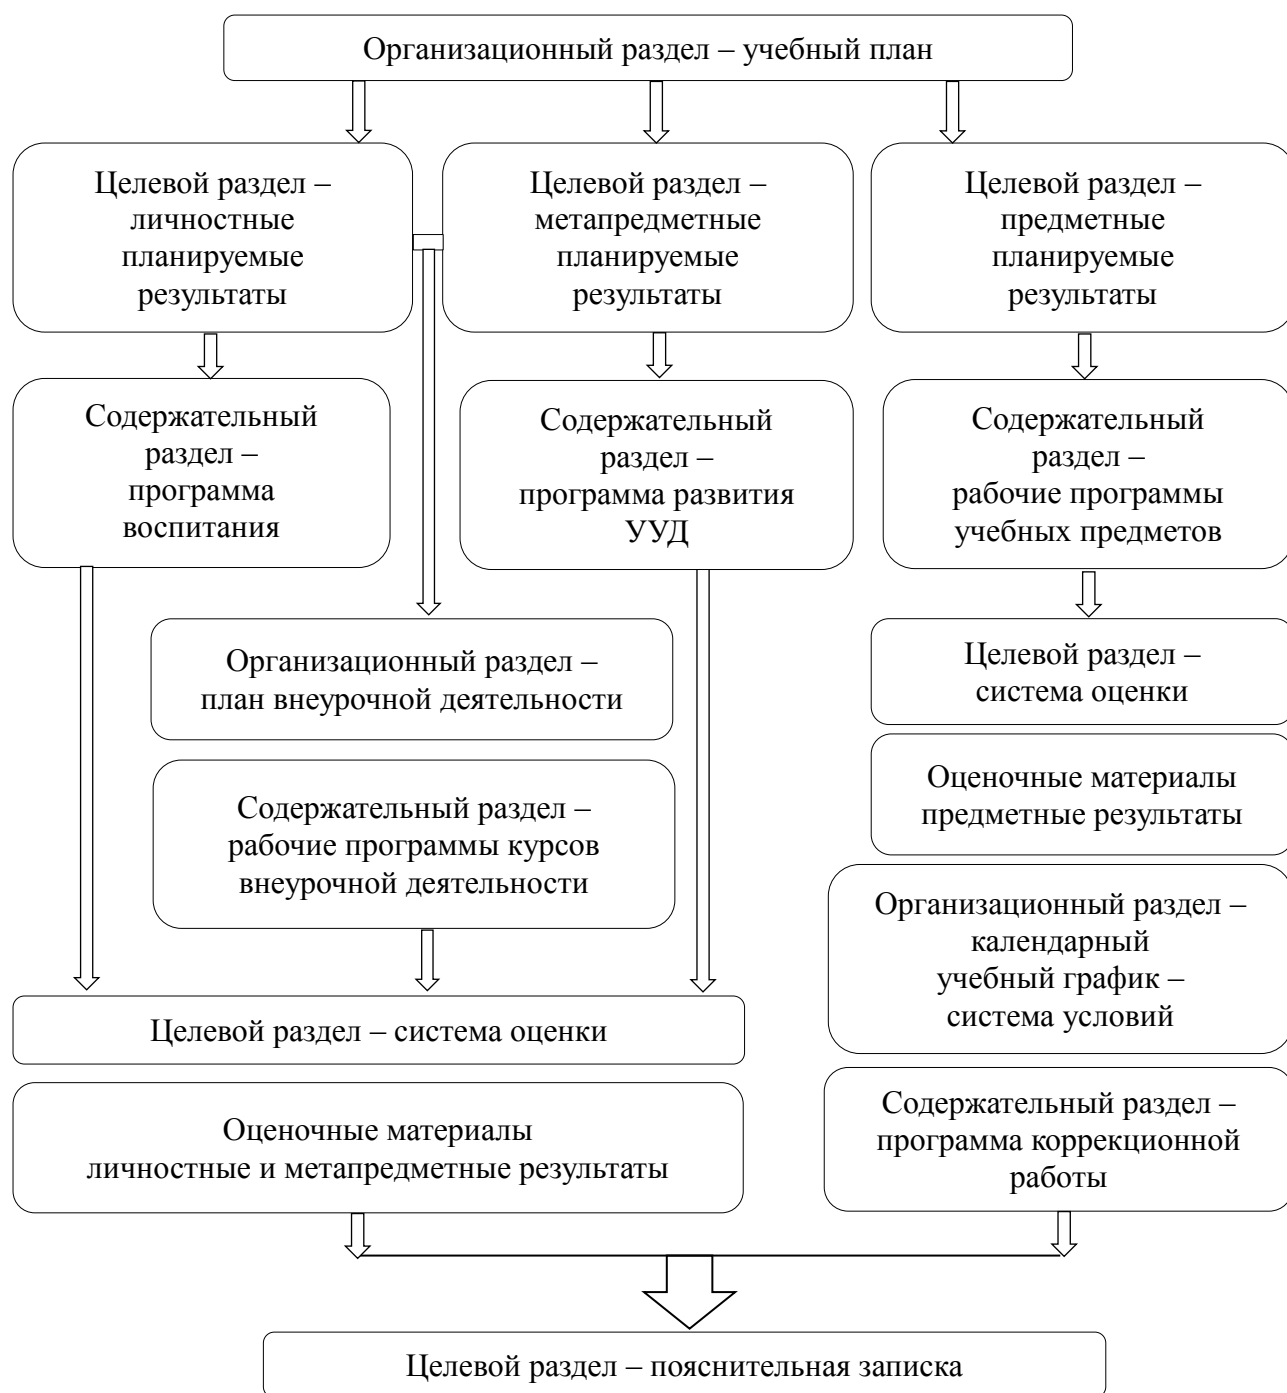 Организационный раздел – учебный план
Целевой раздел –
личностные
планируемые
результаты
Целевой раздел –
метапредметные
планируемые
результаты
Целевой раздел –
предметные
планируемые
результаты
Содержательный
раздел –
программа
воспитания
Содержательный
раздел –
программа развития
УУД
Содержательный
раздел –
рабочие программы
учебных предметов
Организационный раздел –
план внеурочной деятельности
Целевой раздел –
система оценки
Содержательный раздел –
рабочие программы курсов
внеурочной деятельности
Оценочные материалы
предметные результаты
Организационный раздел –
календарный
учебный график –
система условий
Целевой раздел – система оценки
Оценочные материалы
личностные и метапредметные результаты
Содержательный раздел –
программа коррекционной
работы
Целевой раздел – пояснительная записка